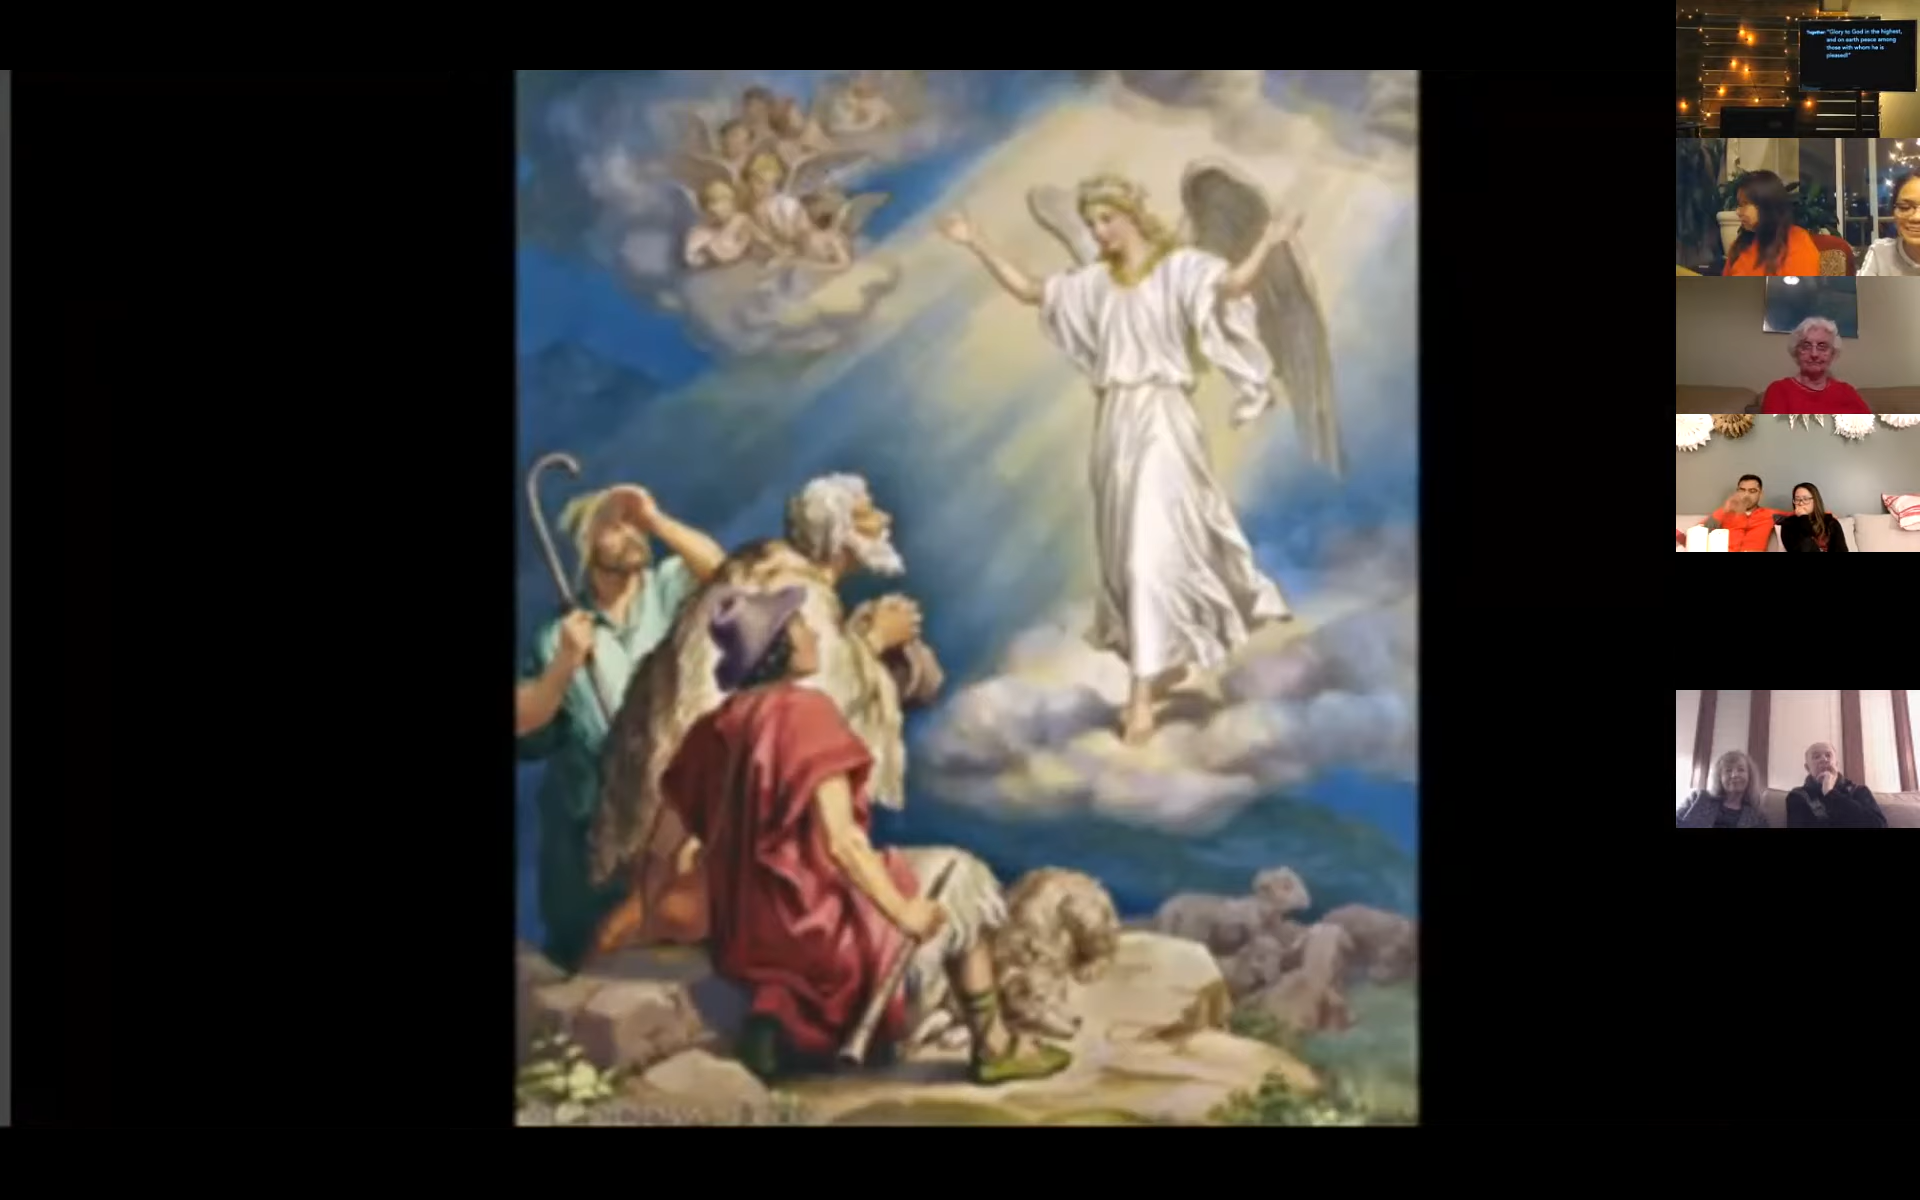 Together: "Glory to God in the highest,
and on earth peace among
those with whom he is
pleased!"